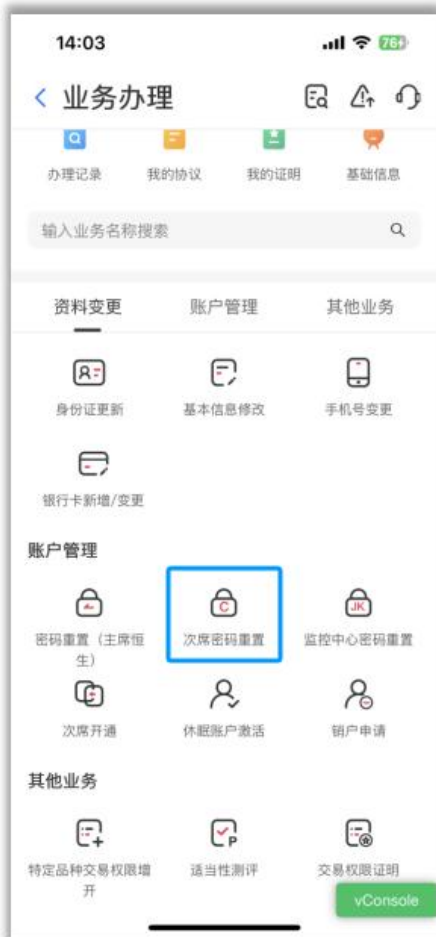 14:03
76
业务办理
办理记录 我的协议 我的证明 基础信息
输入业务名称搜索
资料变更 账户管理 其他业务
身份证更新 基本信息修改 手机号变更
银行卡新增/变更
账户管理
C JK
密码重置（主席恒 次席密码重置 监控中心密码重置
生）
次席开通 休眠账户激活 销户申请
其他业务
P
特定品种交易权限增 适当性测评 交易权限证明
开
vConsole